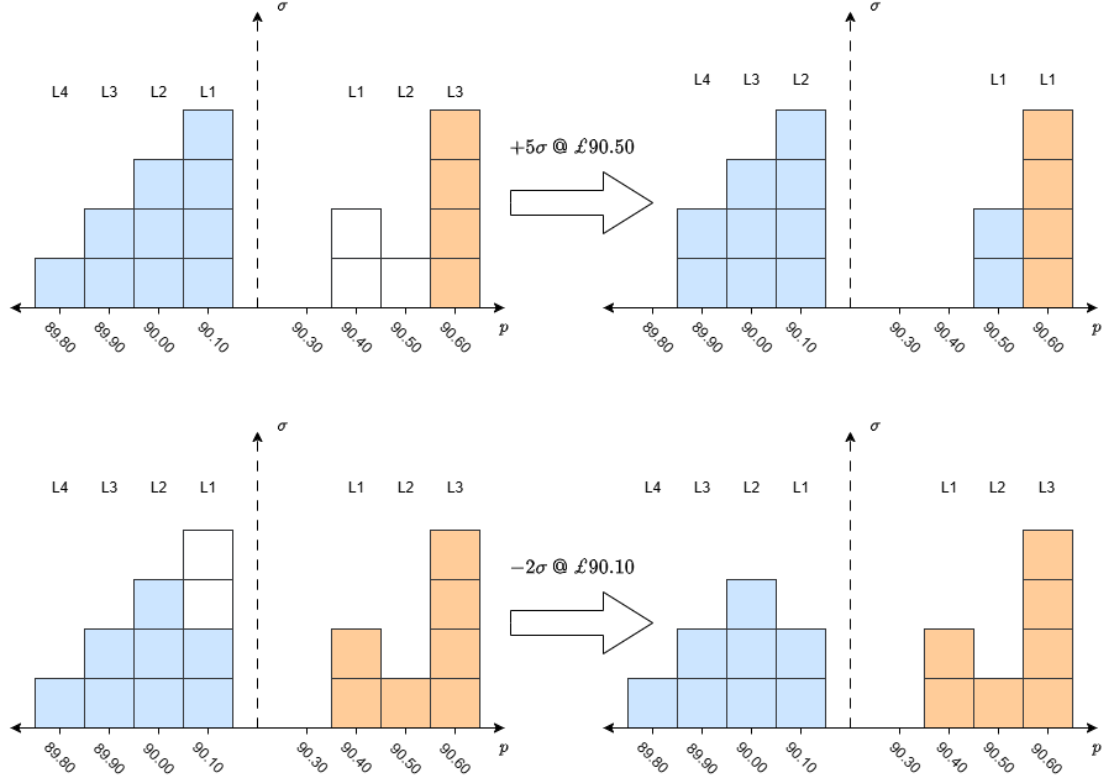 σ
σ
L4 L3 L2 L1
L1 L2 L3
L4 L3 L2
L1 L1
+5σ @ £90.50
89.80 89.90 90.00 90.10
90.30 90.40 90.50 90.60
p
89.80 89.90 90.00 90.10
90.30 90.40 90.50 90.60
p
σ
σ
L4 L3 L2 L1
L1 L2 L3
L4 L3 L2 L1
L1 L2 L3
−2σ @ £90.10
89.80 89.90 90.00 90.10
90.30 90.40 90.50 90.60
p
89.80 89.90 90.00 90.10
90.30 90.40 90.50 90.60
p